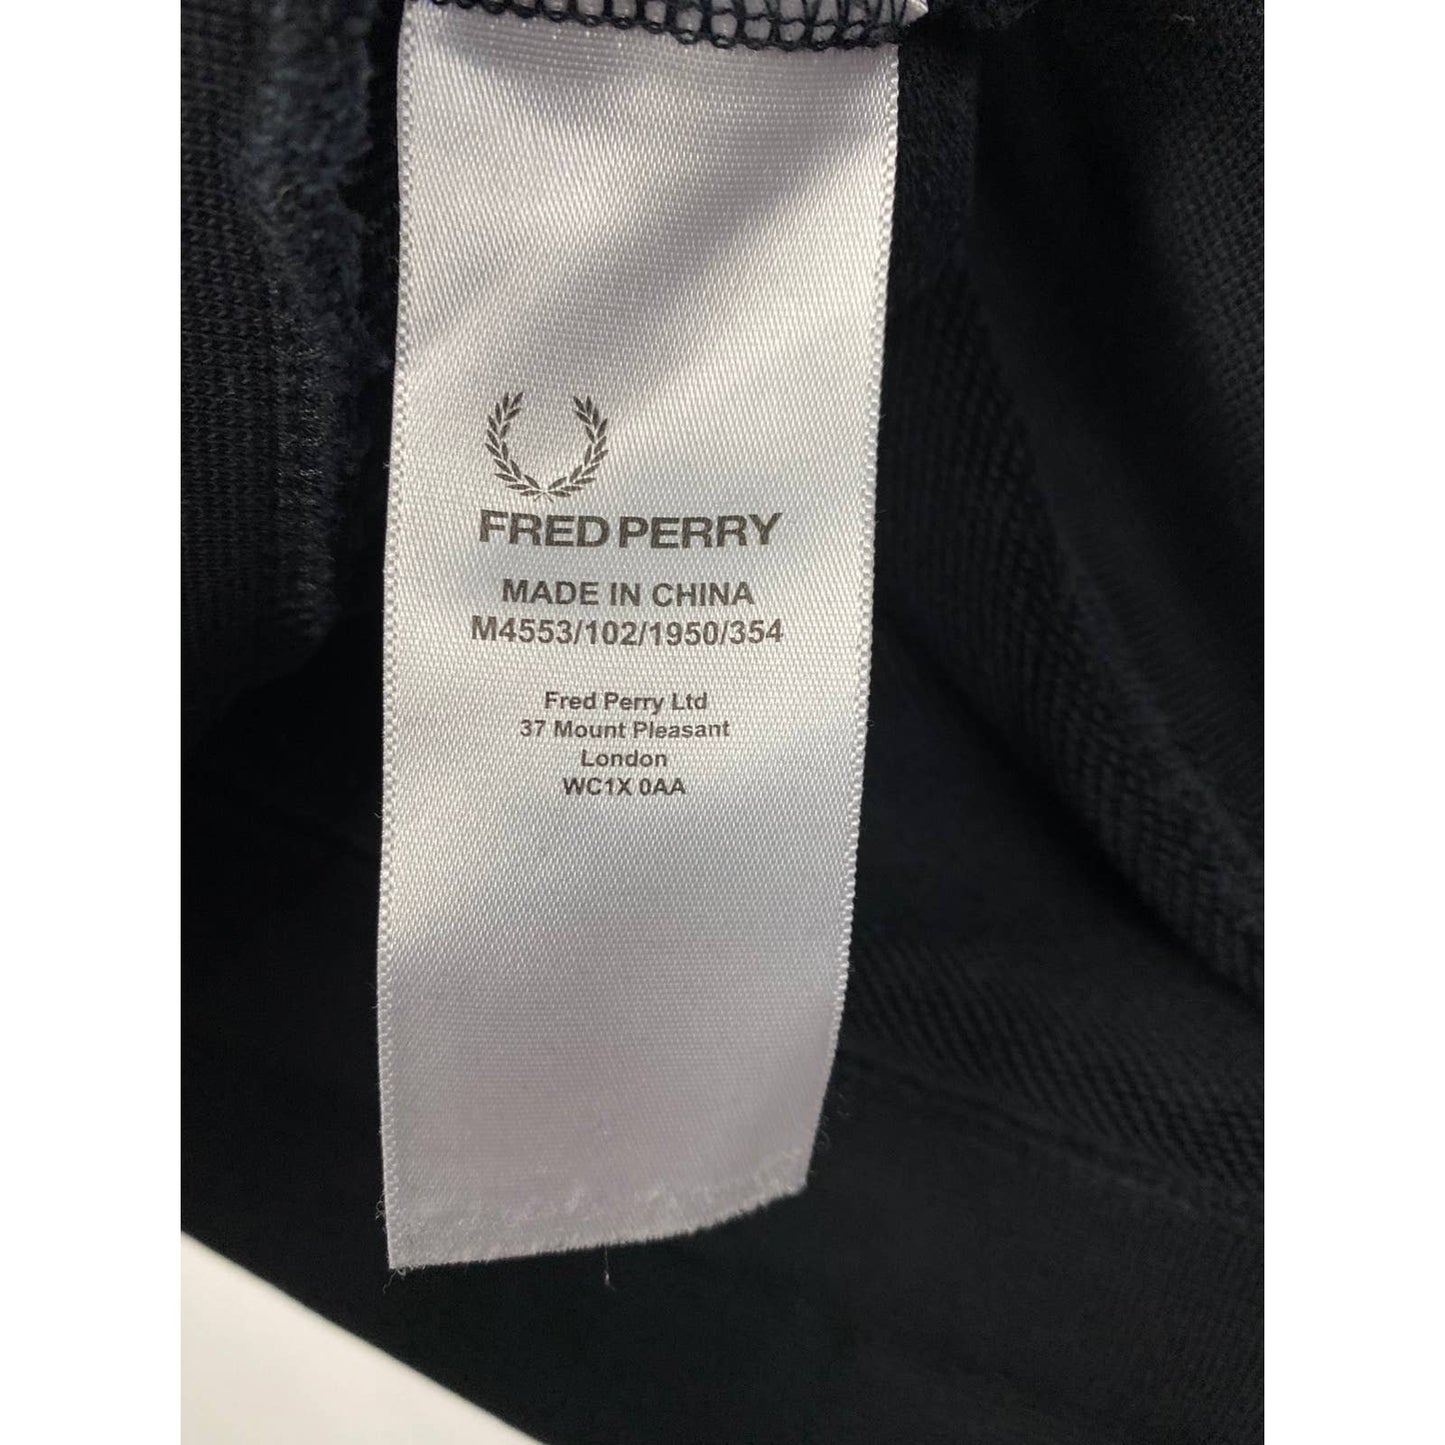 FRED PERRY
MADE IN CHINA
M4553/102/1950/354
Fred Perry Ltd
37 Mount Pleasant
London
WC1X 0AA